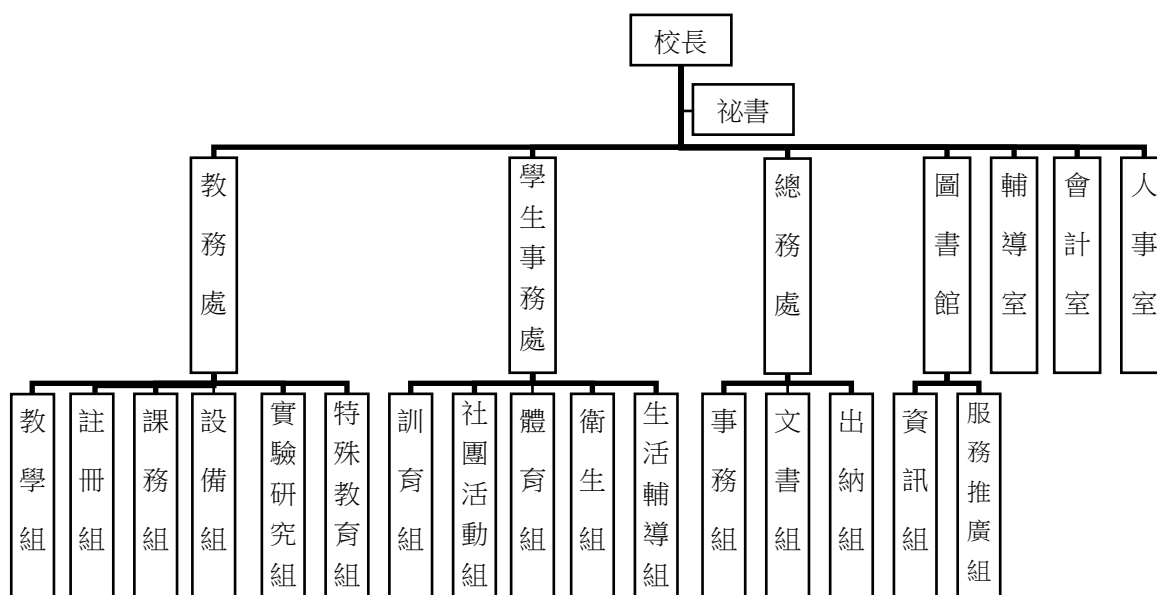 校長
祕書
教務處
學生事務處
總務處
圖書館
輔導室
會計室
人事室
教學組
註冊組
課務組
設備組
實驗研究組
特殊教育組
訓育組
社團活動組
體育組
衛生組
生活輔導組
事務組
文書組
出納組
資訊組
服務推廣組